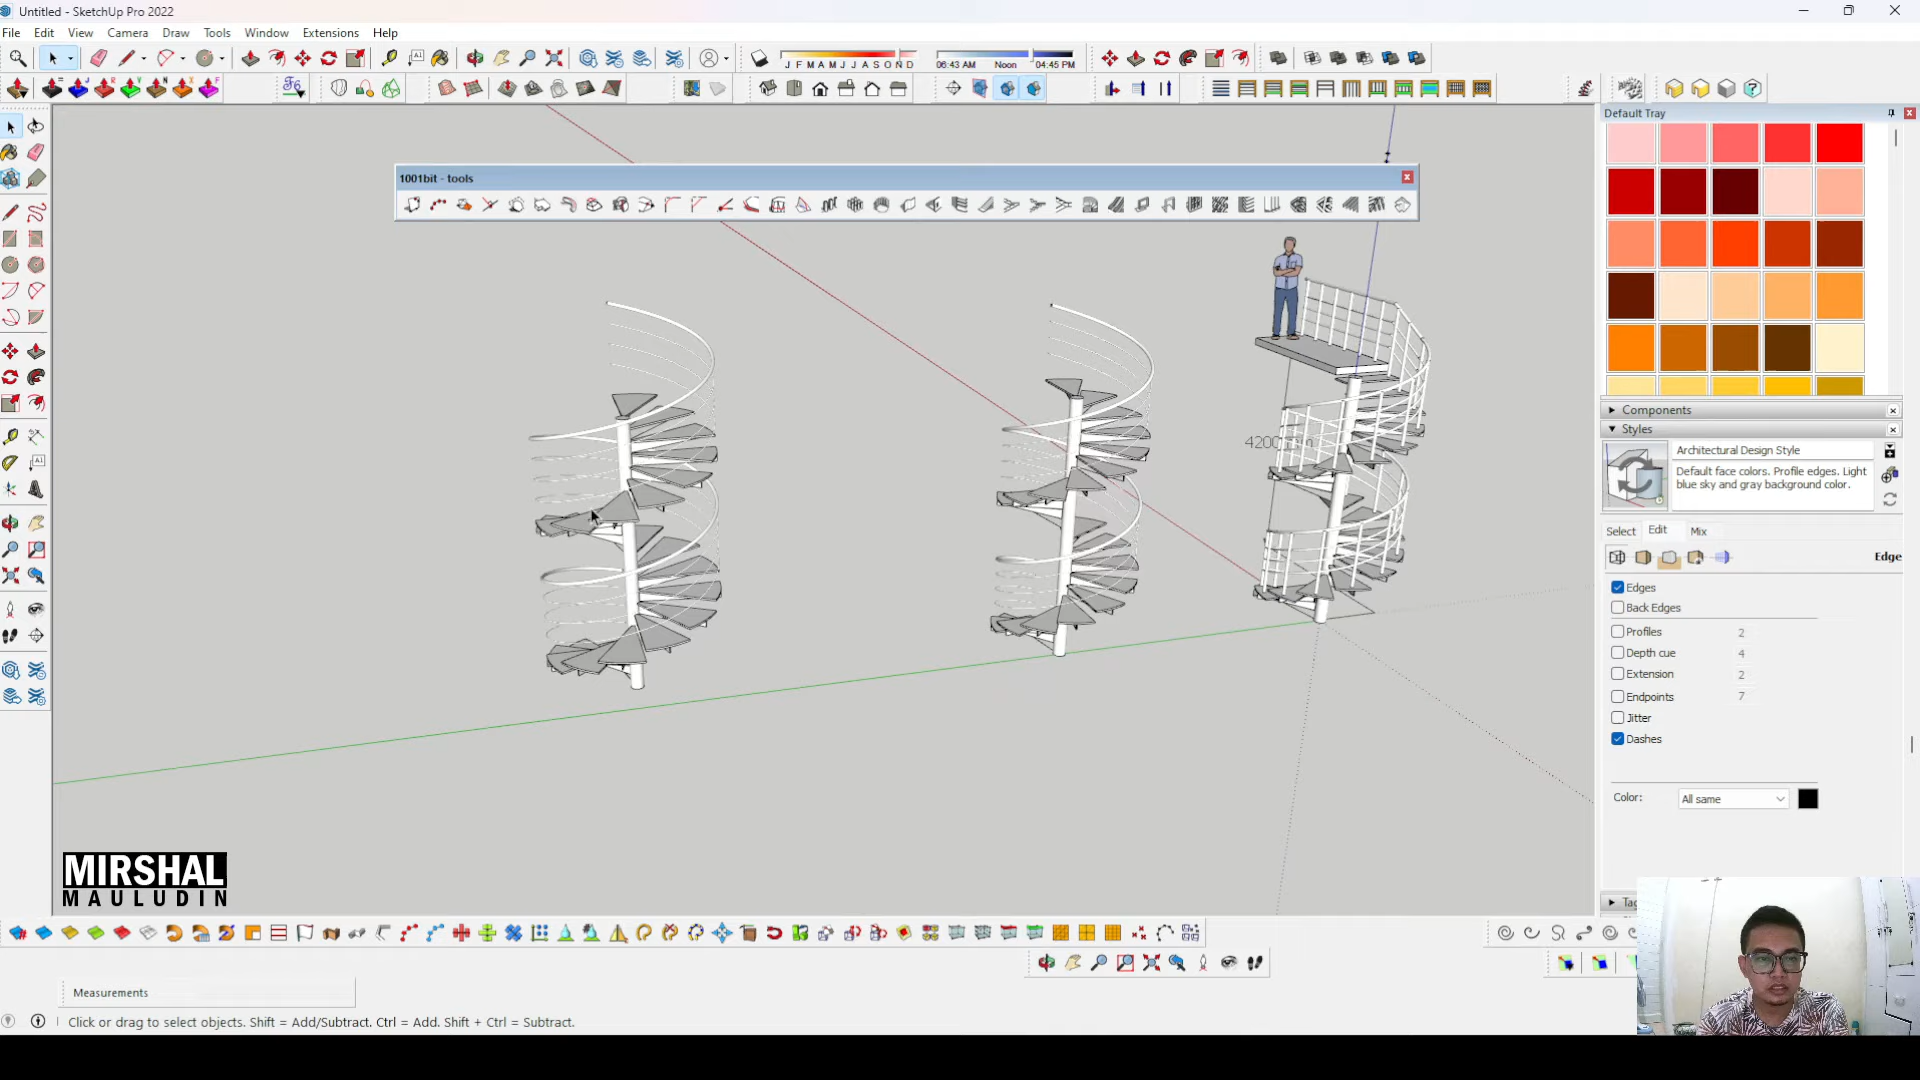 Untitled - SketchUp Pro 2022
File Edit View Camera Draw Tools Window Extensions Help
J F M A M J J A S O N D
06:43 AM Noon 04:45 PM
Default Tray
1001bit - tools
4200
Components
Styles
Architectural Design Style
Default face colors. Profile edges. Light blue sky and gray background color.
Select Edit Mix
Edge
Edges
Back Edges
Profiles 2
Depth cue 4
Extension 2
Endpoints 7
Jitter
Dashes
Color: All same
MIRSHAL
MAULUDIN
Measurements
Click or drag to select objects. Shift = Add/Subtract. Ctrl = Add. Shift + Ctrl = Subtract.